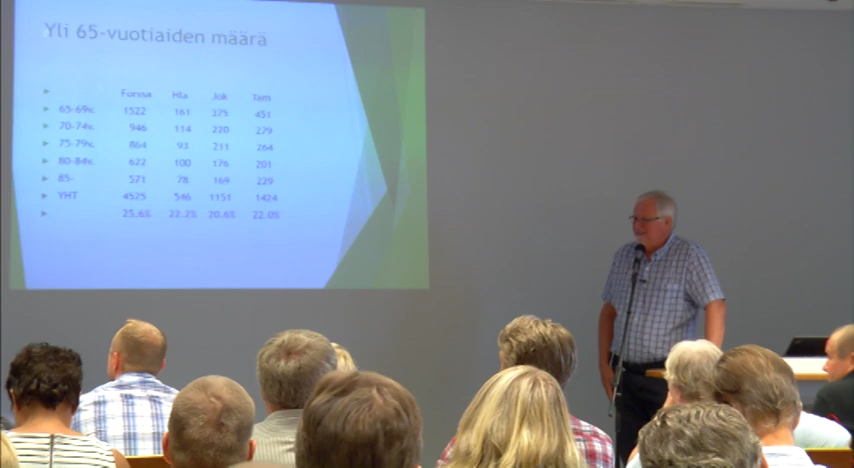 Yli 65-vuotiaiden määrä
Forssa Hla Jok Tam
65-69v. 1522 161 375 451
70-74v. 946 114 220 279
75-79v. 864 93 211 264
80-84v. 622 100 176 201
85- 571 78 169 229
YHT 4525 546 1151 1424
25.6% 22.2% 20.6% 22.0%